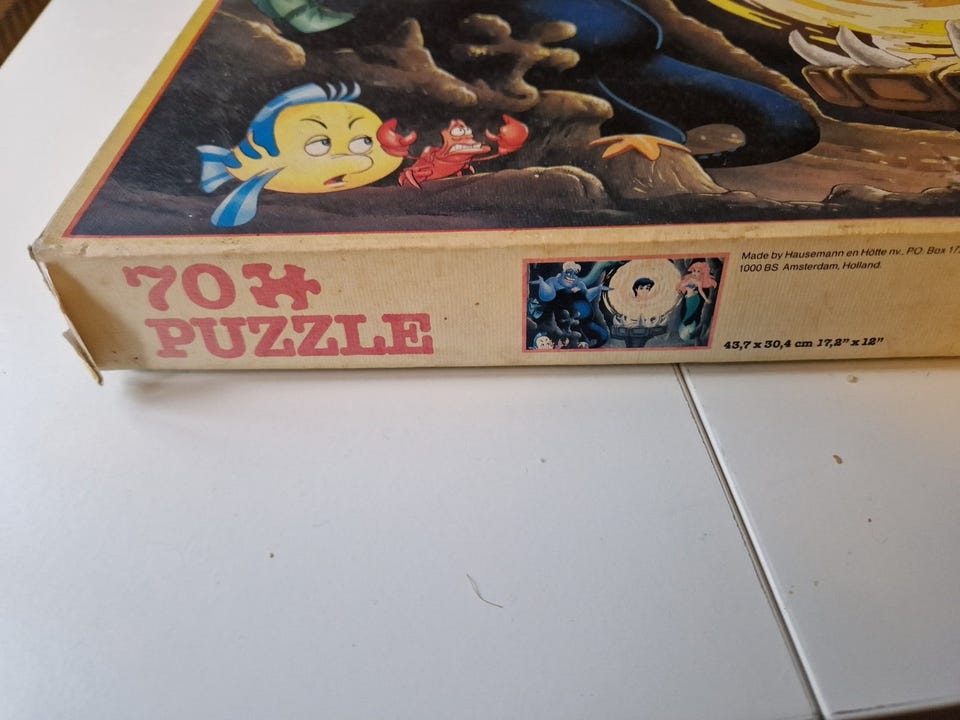 70
PUZZLE
Made by Hausemann en Hötte nv. P.O. Box
1000 BS Amsterdam, Holland.
43,7 x 30,4 cm 17,2" x 12"